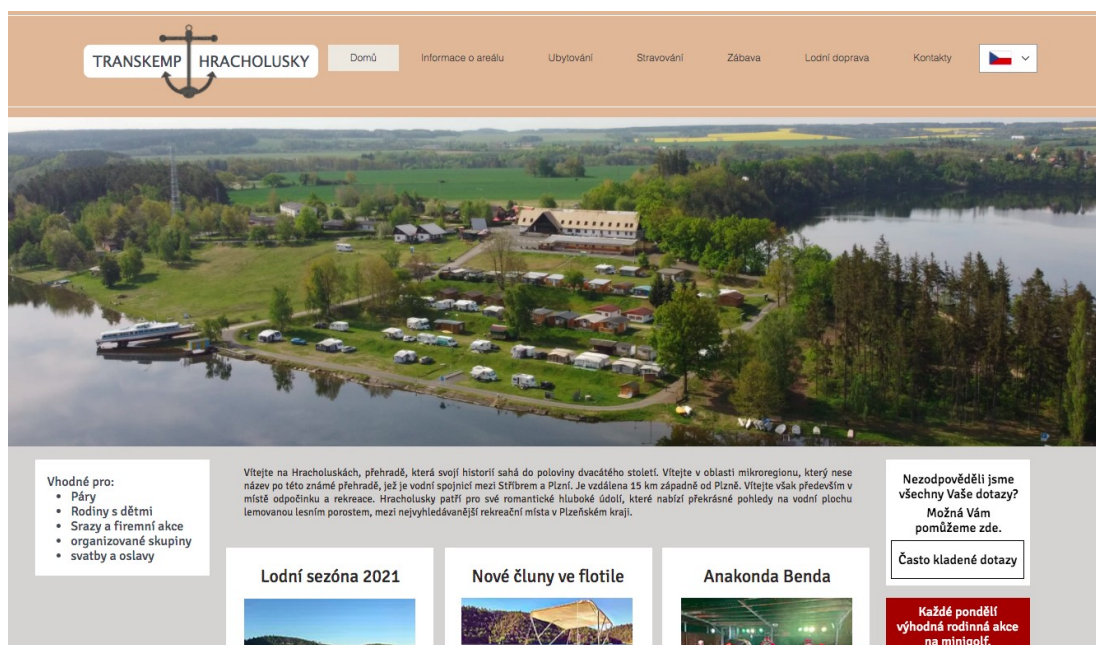 TRANSKEMP HRACHOLUSKY
Domů
Informace o areálu
Ubytování
Stravování
Zábava
Lodní doprava
Kontakty
Vhodné pro:
Páry
Rodiny s dětmi
Srazy a firemní akce
organizované skupiny
svatby a oslavy
Vítejte na Hracholuskách, přehradě, která svojí historií sahá do poloviny dvacátého století. Vítejte v oblasti mikroregionu, který nese
název po této známé přehradě, jež je vodní spojnicí mezi Stříbrem a Plzní. Je vzdálena 15 km západně od Plzně. Vítejte však především v
místě odpočinku a rekreace. Hracholusky patří pro své romantické hluboké údolí, které nabízí překrásné pohledy na vodní plochu
lemovanou lesním porostem, mezi nejvyhledávanější rekreační místa v Plzeňském kraji.
Lodní sezóna 2021
Nové čluny ve flotile
Anakonda Benda
Nezodpověděli jsme
všechny Vaše dotazy?
Možná Vám
pomůžeme zde.
Často kladené dotazy
Každé pondělí
výhodná rodinná akce
na minigolf.